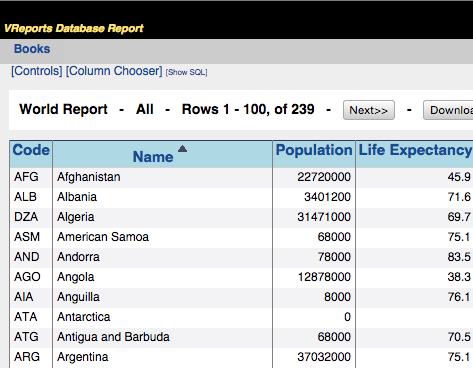 VReports Database Report
Books
[Controls] [Column Chooser] [Show SQL]
World Report - All - Rows 1 - 100, of 239 - Next>> -
Code Name Population Life Expectancy
AFG Afghanistan 22720000 45.9
ALB Albania 3401200 71.6
DZA Algeria 31471000 69.7
ASM American Samoa 68000 75.1
AND Andorra 78000 83.5
AGO Angola 12878000 38.3
AIA Anguilla 8000 76.1
ATA Antarctica 0
ATG Antigua and Barbuda 68000 70.5
ARG Argentina 37032000 75.1